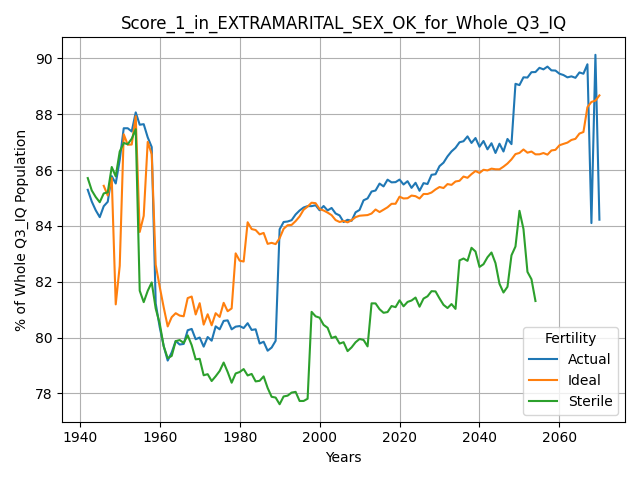 Score_1_in_EXTRAMARITAL_SEX_OK_for_Whole_Q3_IQ
% of Whole Q3_IQ Population
90
88
86
84
82
80
78
1940
1960
1980
2000
2020
2040
2060
Years
Fertility
Actual
Ideal
Sterile